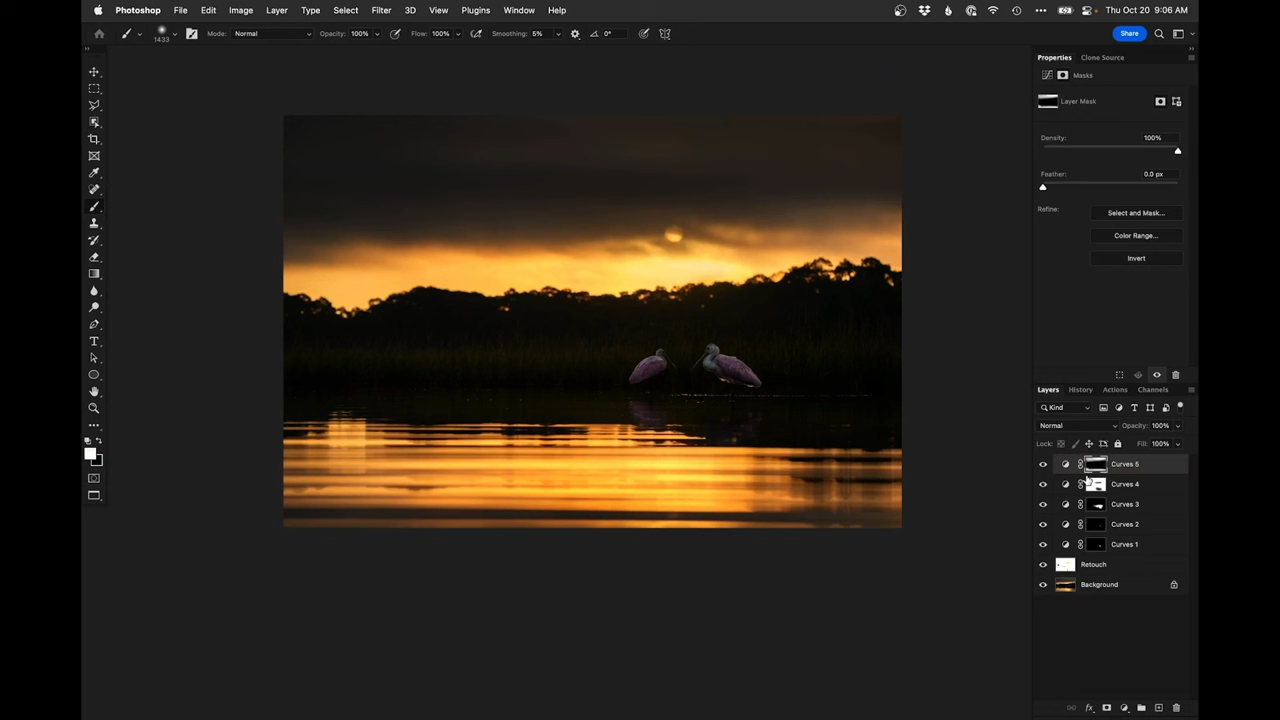 Photoshop File Edit Image Layer Type Select Filter 3D View Plugins Window Help Thu Oct 20 9:06 AM
1433 Mode: Normal Opacity: 100% Flow: 100% Smoothing: 5% 0° Share
Properties Clone Source
Masks
Layer Mask
Density: 100%
Feather: 0.0 px
Refine: Select and Mask...
Color Range...
Invert
Layers History Actions Channels
Kind
Normal Opacity: 100%
Lock: Fill: 100%
Curves 5
Curves 4
Curves 3
Curves 2
Curves 1
Retouch
Background